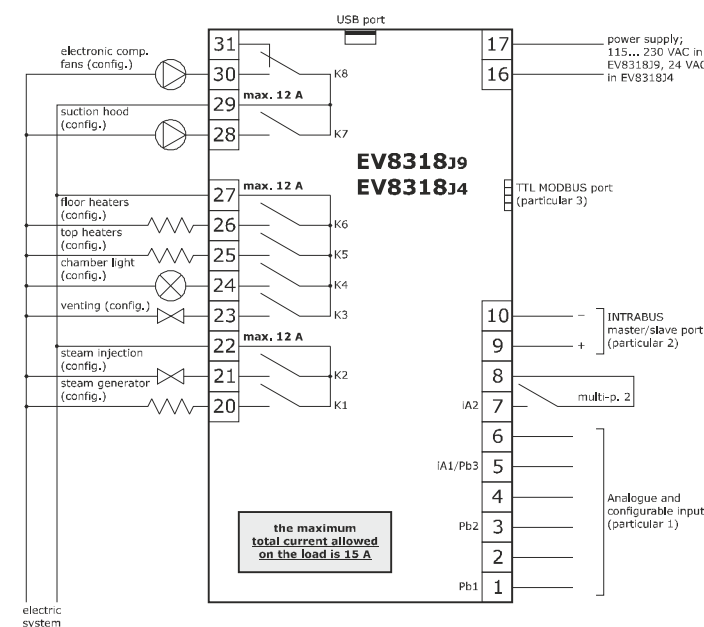 USB port
electronic comp.
fans (config.)
31
30
K8
29
max. 12 A
suction hood
(config.)
28
K7
17
16
power supply;
115... 230 VAC in
EV8318J9, 24 VAC
in EV8318J4
EV8318J9
EV8318J4
TTL MODBUS port
(particular 3)
27
max. 12 A
floor heaters
(config.)
26
K6
top heaters
(config.)
25
K5
chamber light
(config.)
24
K4
venting (config.)
23
K3
22
max. 12 A
steam injection
(config.)
21
K2
steam generator
(config.)
20
K1
10
−
9
+
INTRABUS
master/slave port
(particular 2)
8
iA2
7
multi-p. 2
6
iA1/Pb3
5
4
Pb2
3
2
Pb1
1
Analogue and
configurable input
(particular 1)
the maximum
total current allowed
on the load is 15 A
electric
system